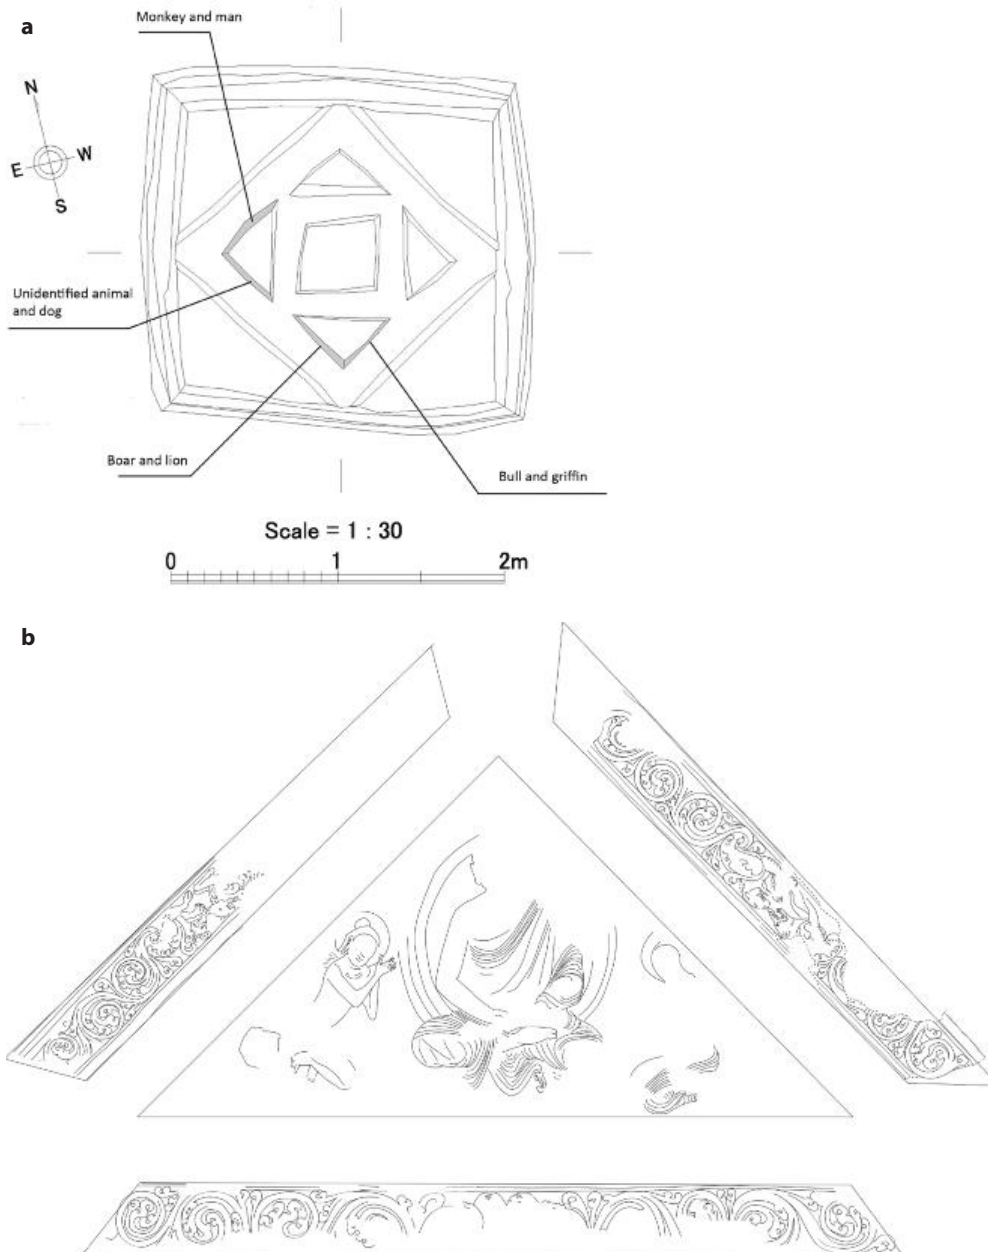 a
Monkey and man
N
E
W
S
Unidentified animal
and dog
Boar and lion
Bull and griffin
Scale = 1 : 30
0 1 2m
b